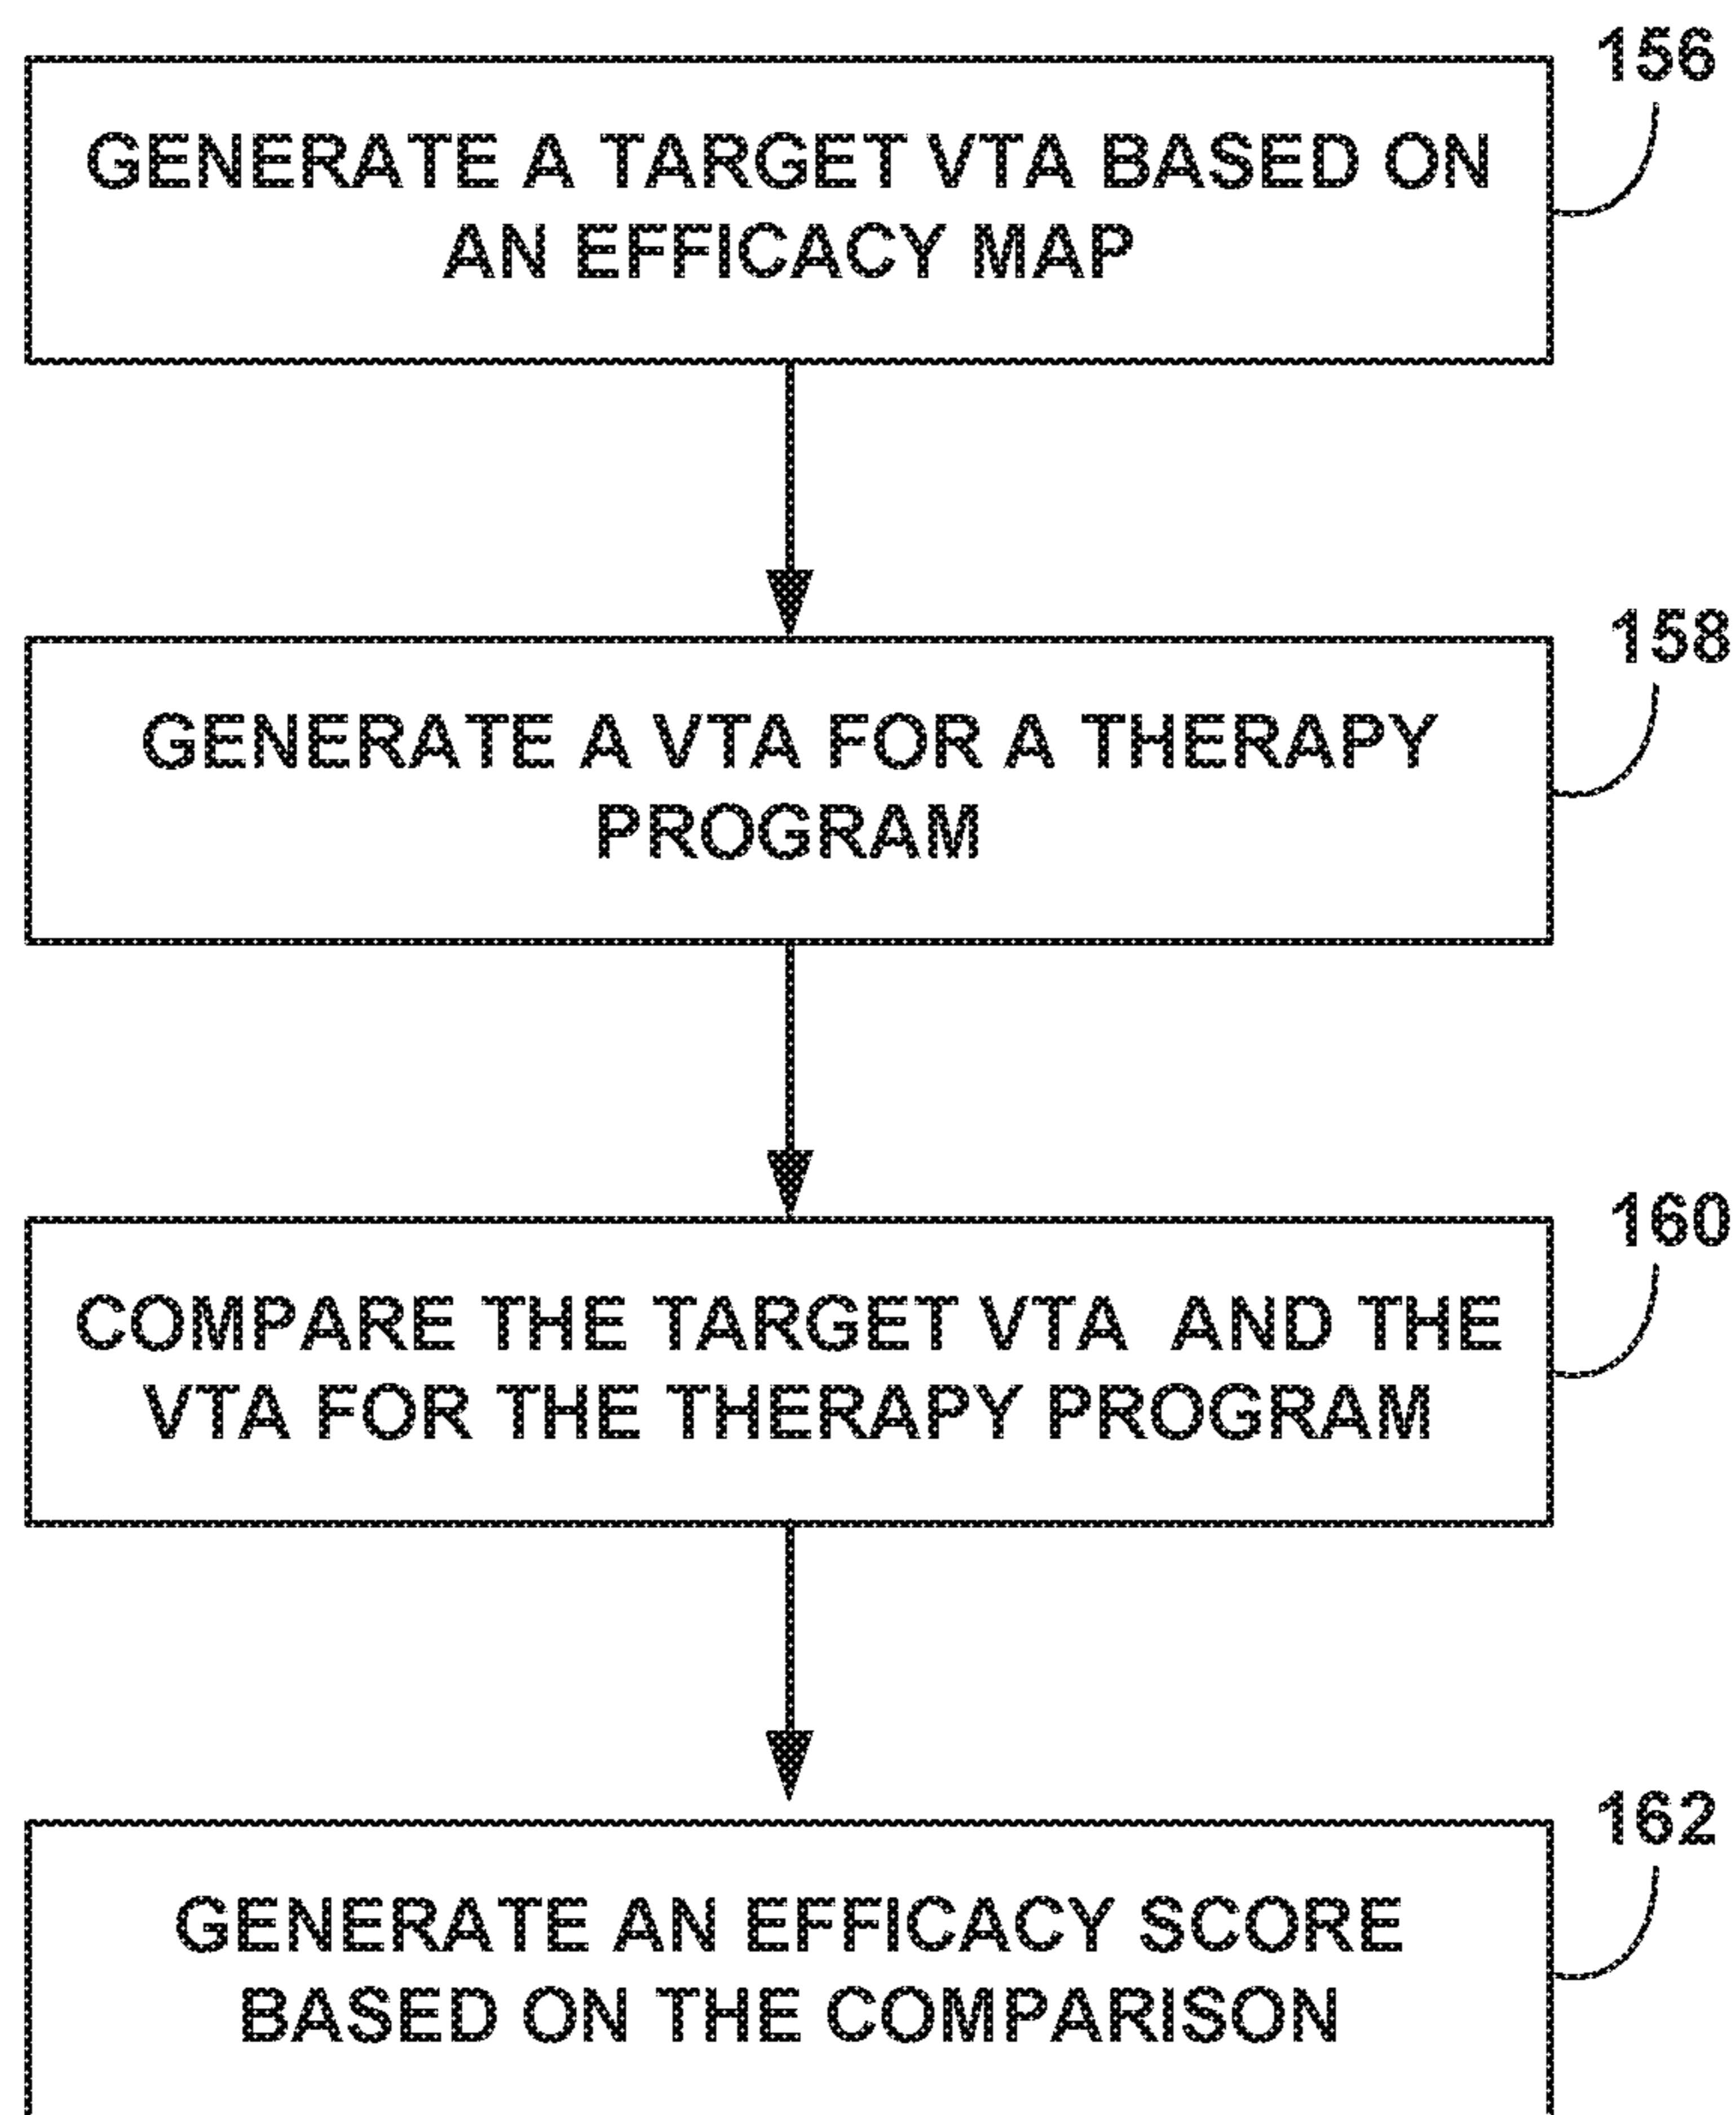 156
GENERATE A TARGET VTA BASED ON
AN EFFICACY MAP
158
GENERATE A VTA FOR A THERAPY
PROGRAM
160
COMPARE THE TARGET VTA AND THE
VTA FOR THE THERAPY PROGRAM
162
GENERATE AN EFFICACY SCORE
BASED ON THE COMPARISON